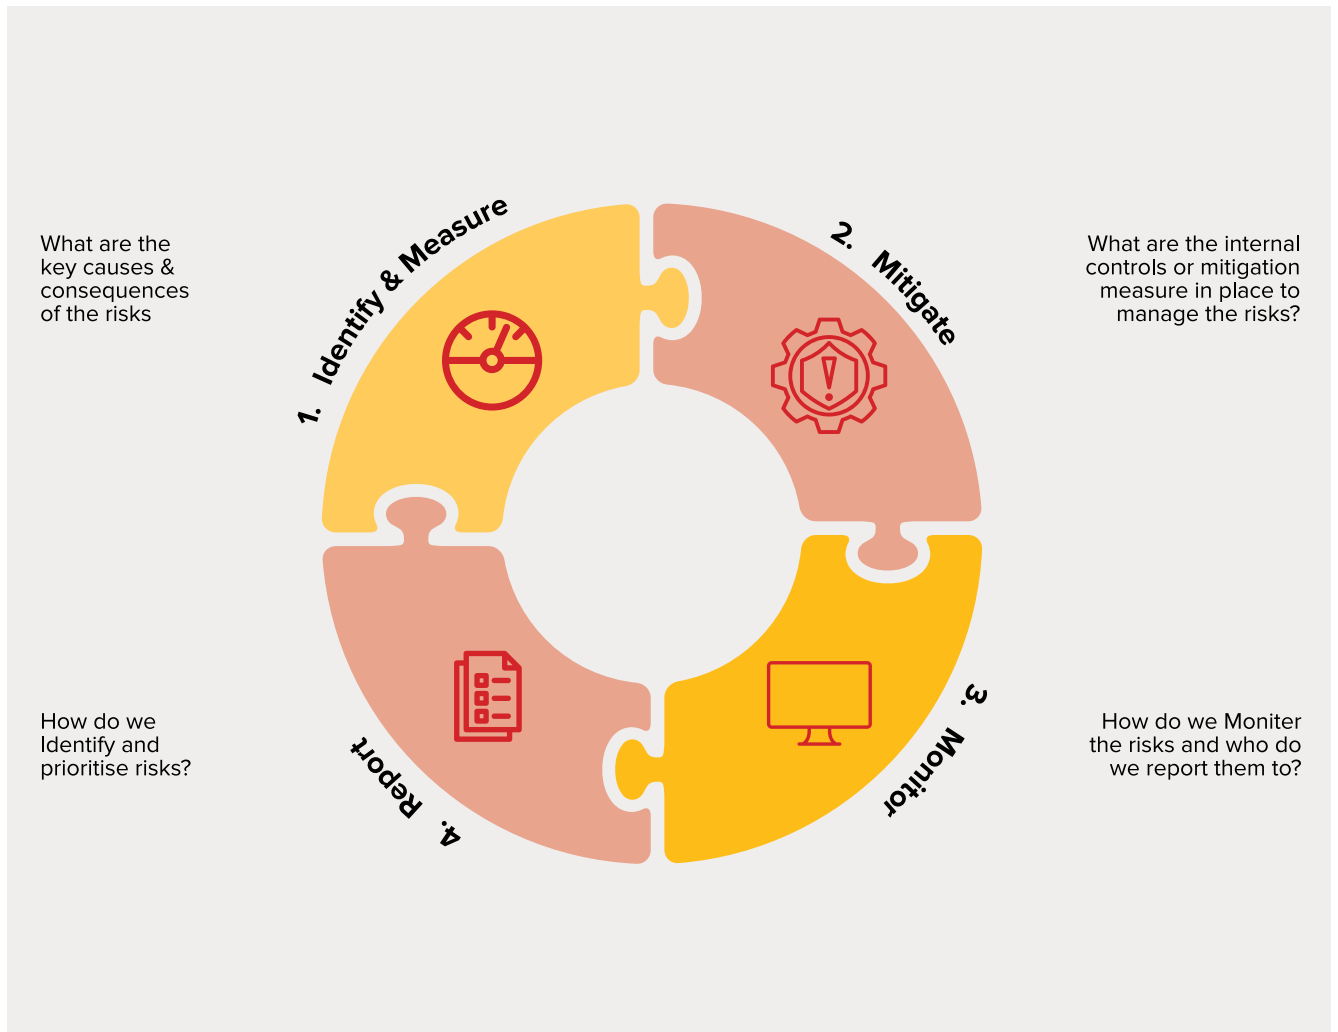 1. Identify & Measure
What are the
key causes &
consequences
of the risks
2. Mitigate
What are the internal
controls or mitigation
measure in place to
manage the risks?
3. Monitor
How do we Moniter
the risks and who do
we report them to?
4. Report
How do we
Identify and
prioritise risks?